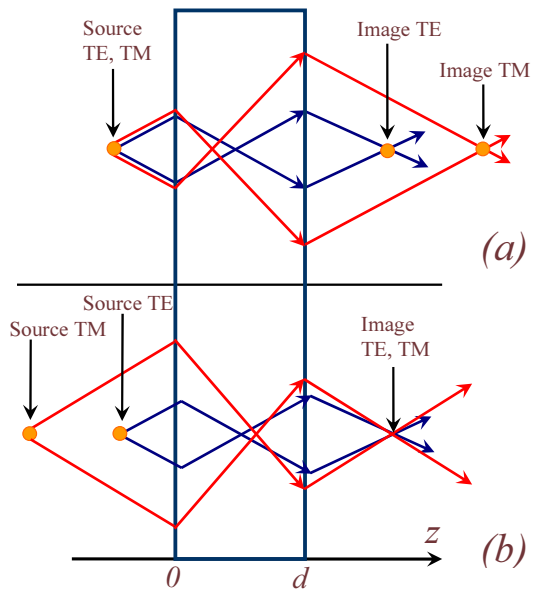 Source
TE, TM
Image TE
Image TM
(a)
Source TE
Source TM
Image
TE, TM
z
(b)
0
d